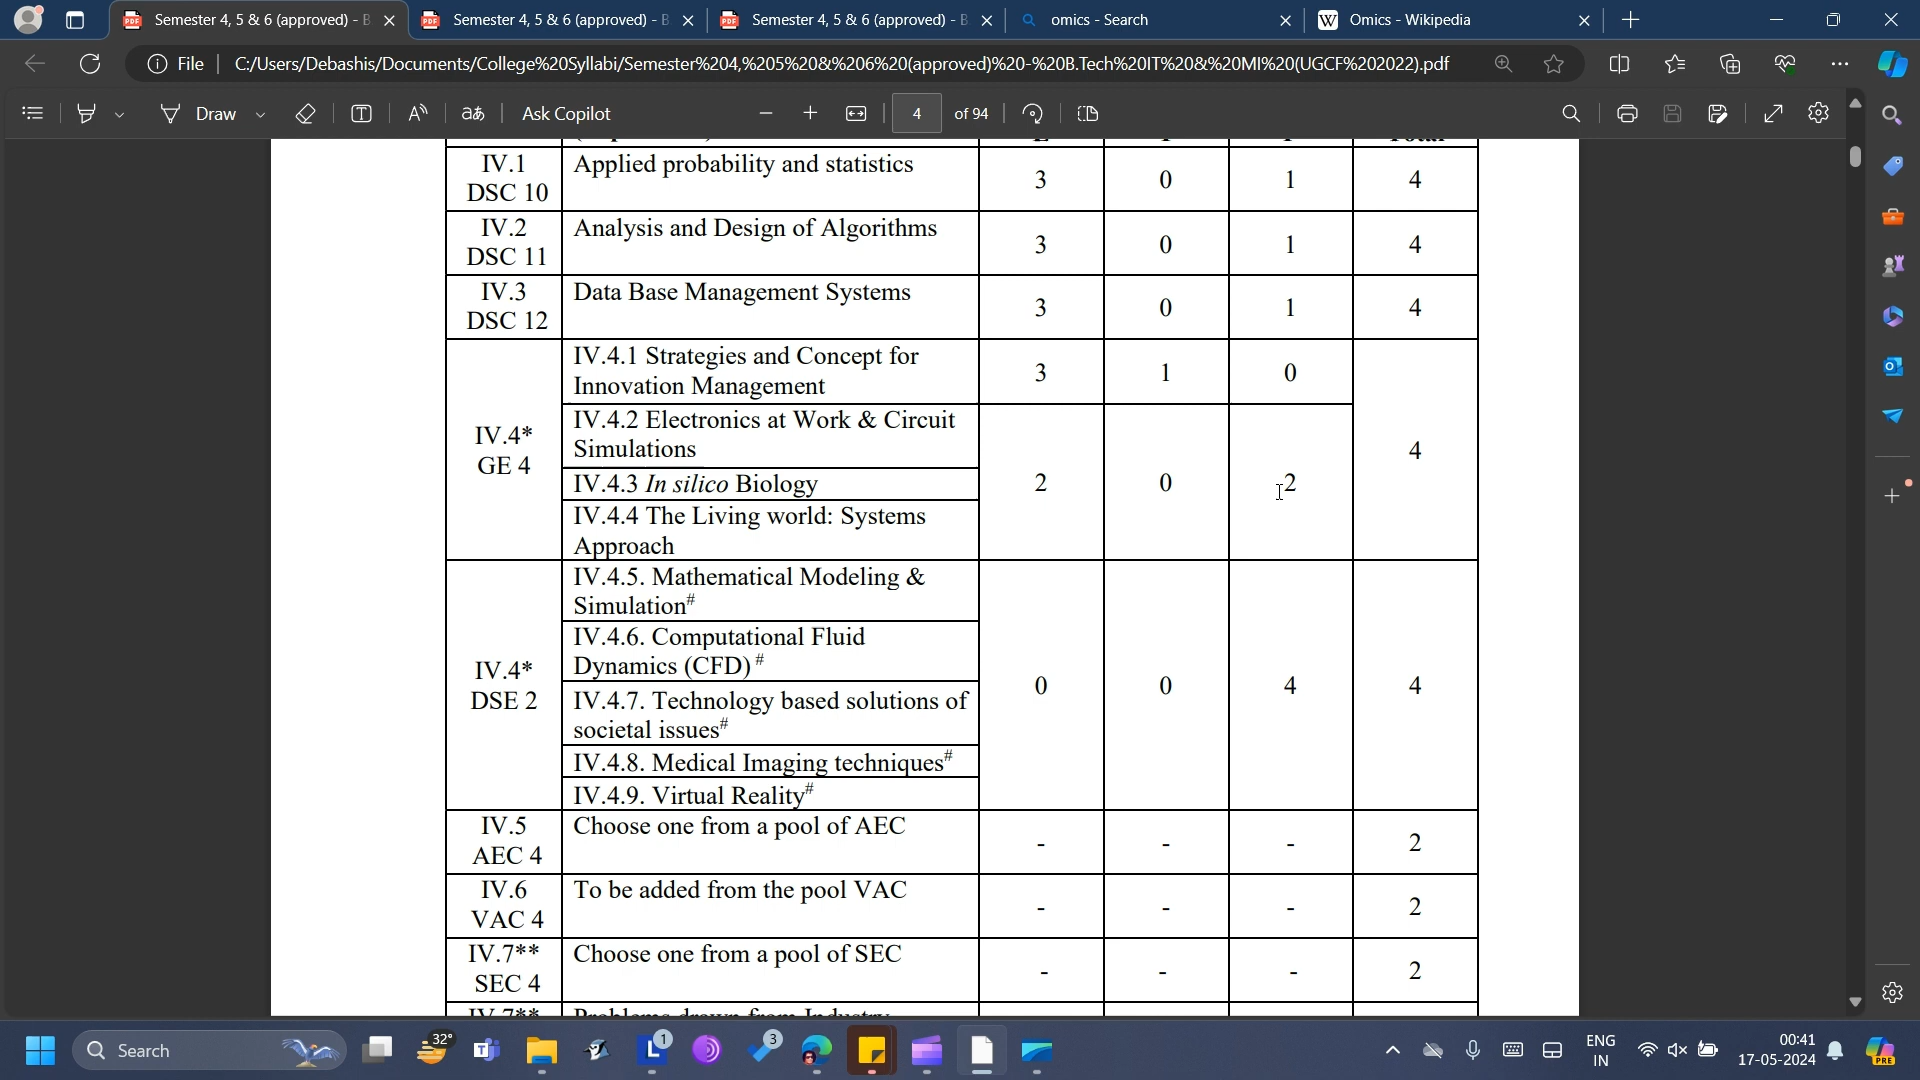 Semester 4, 5 & 6 (approved) - B
Semester 4, 5 & 6 (approved) - B
Semester 4, 5 & 6 (approved) - B
omics - Search
Omics - Wikipedia
File
C:/Users/Debashis/Documents/College%20Syllabi/Semester%204,%205%20&%206%20(approved)%20-%20B.Tech%20IT%20&%20MI%20(UGCF%202022).pdf
Draw
aあ
Ask Copilot
4 of 94
IV.1 DSC 10
Applied probability and statistics
3 0 1 4
IV.2 DSC 11
Analysis and Design of Algorithms
3 0 1 4
IV.3 DSC 12
Data Base Management Systems
3 0 1 4
IV.4*
GE 4
IV.4.1 Strategies and Concept for
Innovation Management
3 1 0
IV.4.2 Electronics at Work & Circuit
Simulations
IV.4.3 In silico Biology
IV.4.4 The Living world: Systems
Approach
2 0 2
4
IV.4*
DSE 2
IV.4.5. Mathematical Modeling &
Simulation#
IV.4.6. Computational Fluid
Dynamics (CFD) #
IV.4.7. Technology based solutions of
societal issues#
IV.4.8. Medical Imaging techniques#
IV.4.9. Virtual Reality#
0 0 4 4
IV.5
AEC 4
Choose one from a pool of AEC
- - - 2
IV.6
VAC 4
To be added from the pool VAC
- - - 2
IV.7**
SEC 4
Choose one from a pool of SEC
- - - 2
IV.7** Problems drawn from Industry
Search
32°
1
3
ENG
IN
00:41
17-05-2024
PRE